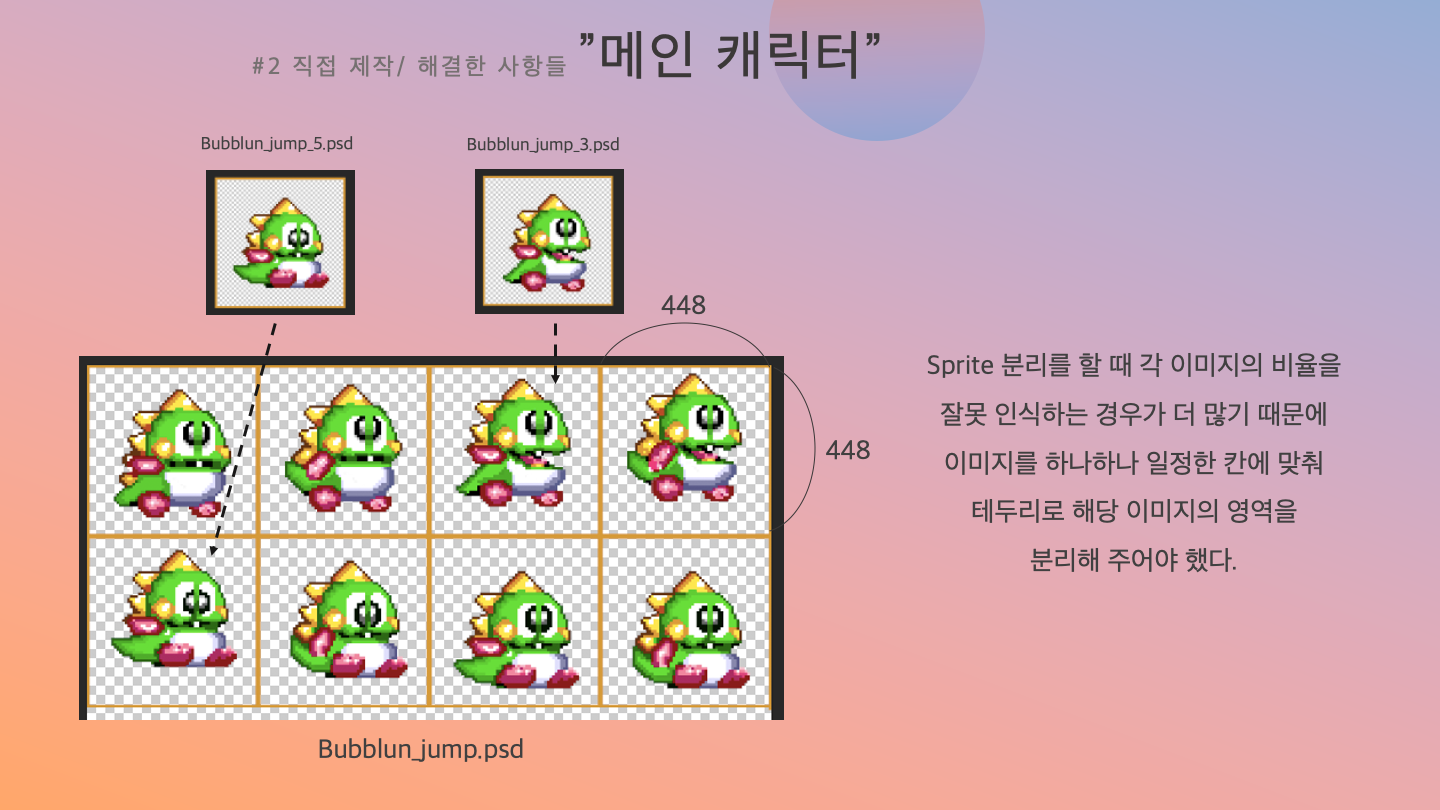 #2 직접 제작/ 해결한 사항들 ”메인 캐릭터”
Bubblun_jump_5.psd
Bubblun_jump_3.psd
448
448
Sprite 분리를 할 때 각 이미지의 비율을
잘못 인식하는 경우가 더 많기 때문에
이미지를 하나하나 일정한 칸에 맞춰
테두리로 해당 이미지의 영역을
분리해 주어야 했다.
Bubblun_jump.psd